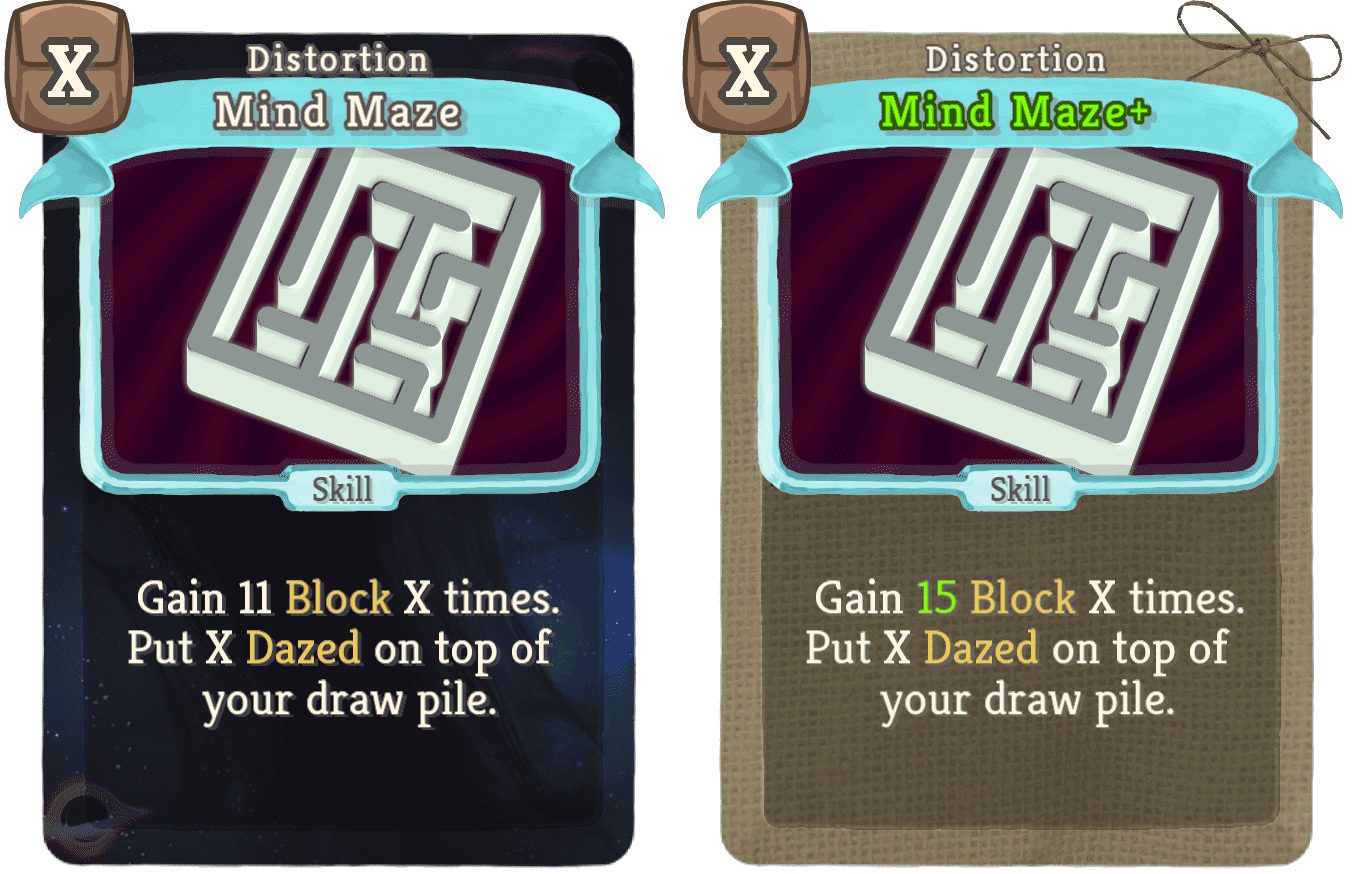 X
Distortion
Mind Maze
Skill
Gain 11 Block X times.
Put X Dazed on top of
your draw pile.
X
Distortion
Mind Maze+
Skill
Gain 15 Block X times.
Put X Dazed on top of
your draw pile.